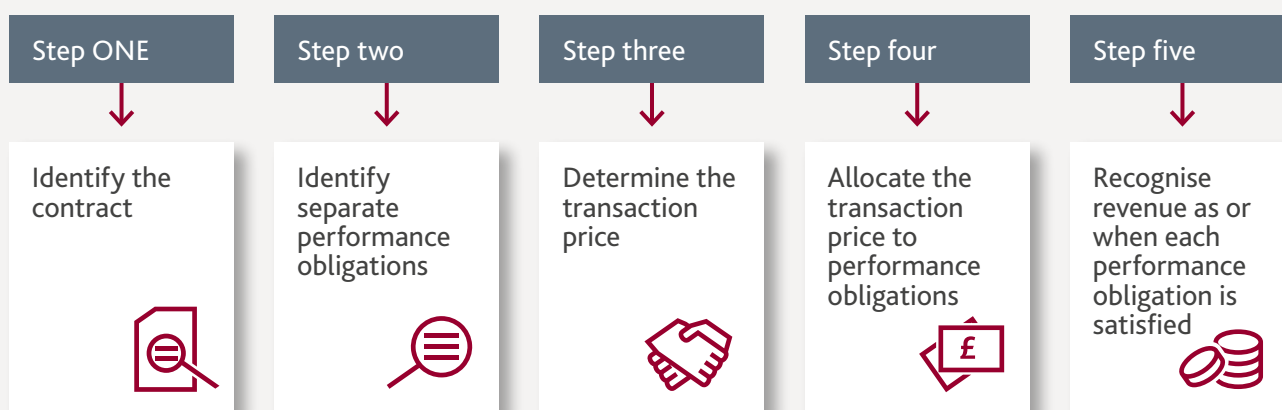 Step ONE
Step two
Step three
Step four
Step five
Identify the
contract
Identify
separate
performance
obligations
Determine the
transaction
price
Allocate the
transaction
price to
performance
obligations
£
Recognise
revenue as or
when each
performance
obligation is
satisfied